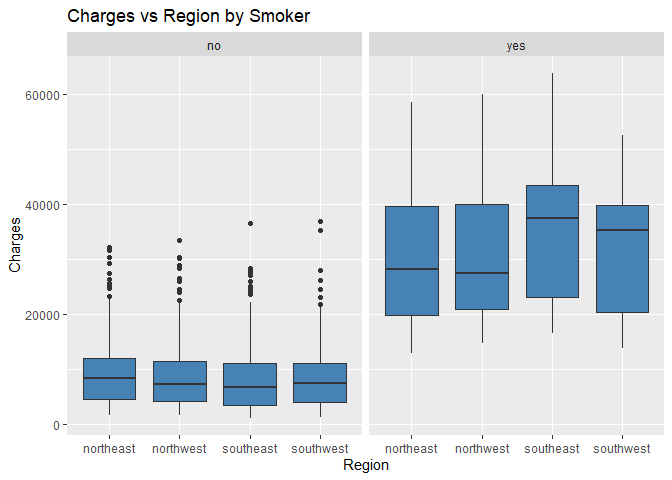 Charges vs Region by Smoker
no yes
60000
40000
20000
0
Charges
northeast northwest southeast southwest northeast northwest southeast southwest
Region